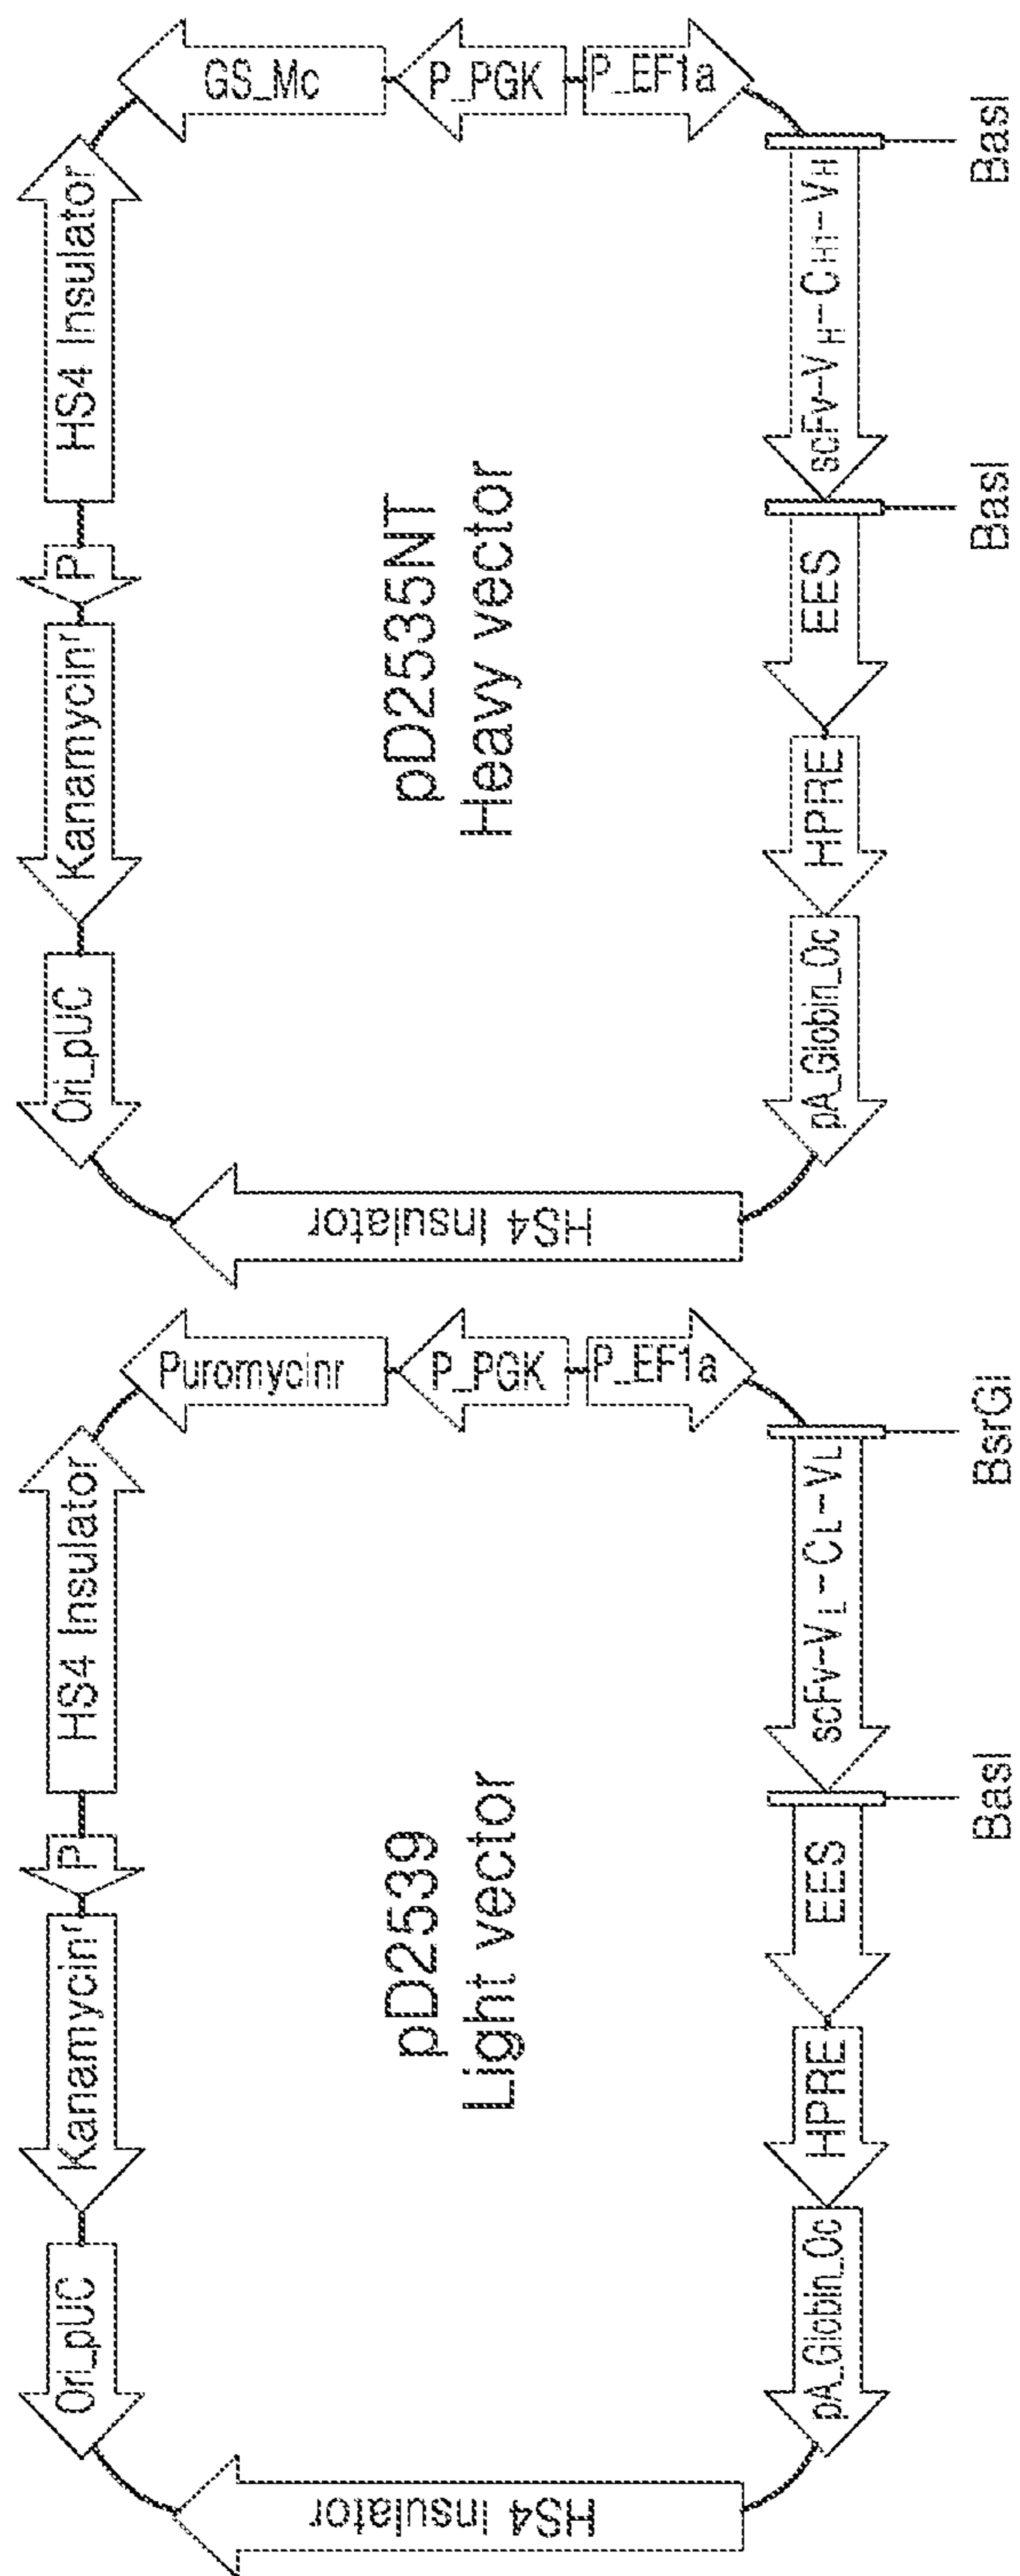 HS4 Insulator
P
Kanamycinʳ
Ori_pUC
HS4 Insulator
GS_Mc
P_PGK
P_EF1a
scFv-VH-CH1-VH
EES
HPRE
pA_Globin_Oc
BasI
BasI
pD2535NT
Heavy vector
HS4 Insulator
P
Kanamycinʳ
Ori_pUC
HS4 Insulator
Puromycinr
P_PGK
P_EF1a
scFv-VL-CL-VL
EES
HPRE
pA_Globin_Oc
BsrGI
BasI
pD2539
Light vector